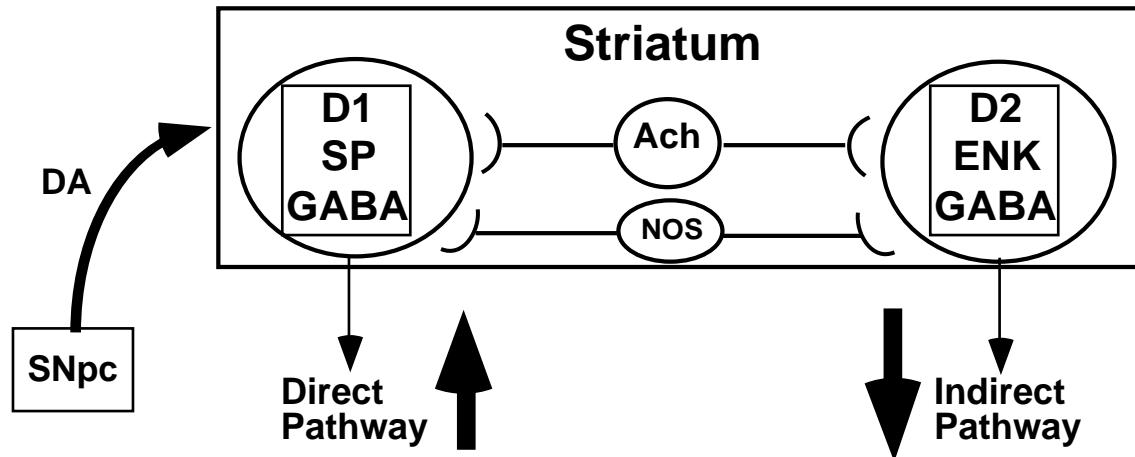 Striatum
D1
SP
GABA
Ach
NOS
D2
ENK
GABA
DA
SNpc
Direct
Pathway
Indirect
Pathway